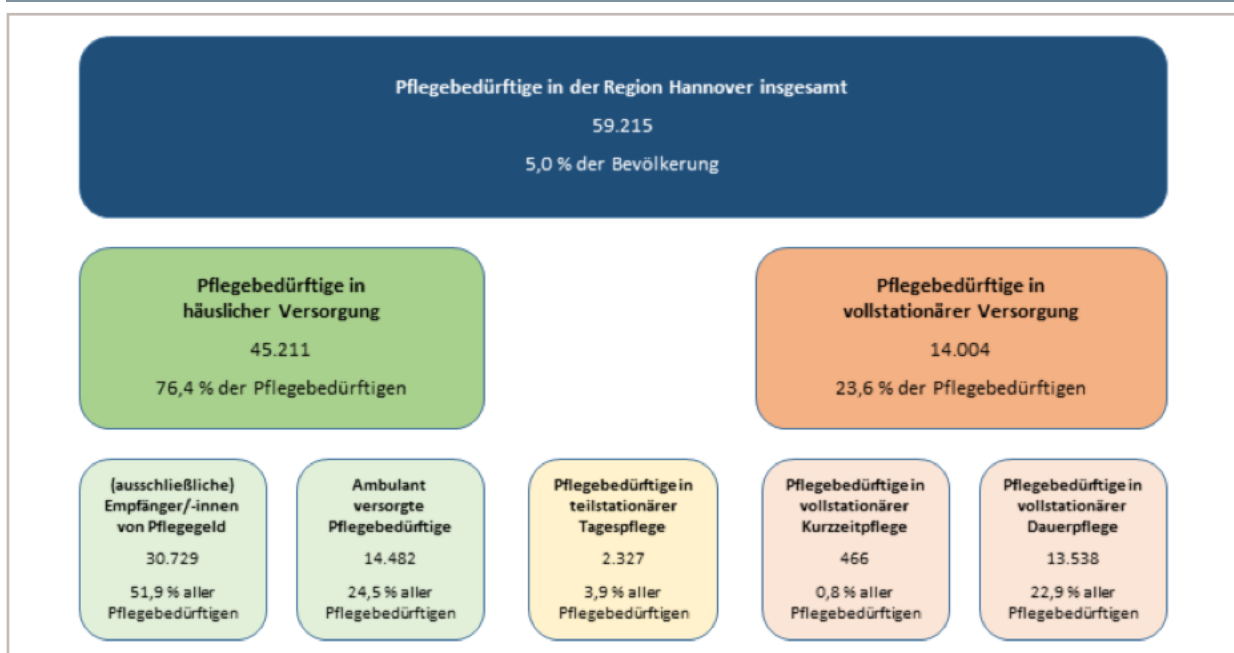 Pflegebedürftige in der Region Hannover insgesamt
59.215
5,0 % der Bevölkerung
Pflegebedürftige in
häuslicher Versorgung
45.211
76,4 % der Pflegebedürftigen
Pflegebedürftige in
vollstationärer Versorgung
14.004
23,6 % der Pflegebedürftigen
(ausschließliche)
Empfänger/-innen
von Pflegegeld
30.729
51,9 % aller
Pflegebedürftigen
Ambulant
versorgte
Pflegebedürftige
14.482
24,5 % aller
Pflegebedürftigen
Pflegebedürftige in
teilstationärer
Tagespflege
2.327
3,9 % aller
Pflegebedürftigen
Pflegebedürftige in
vollstationärer
Kurzzeitpflege
466
0,8 % aller
Pflegebedürftigen
Pflegebedürftige in
vollstationärer
Dauerpflege
13.538
22,9 % aller
Pflegebedürftigen